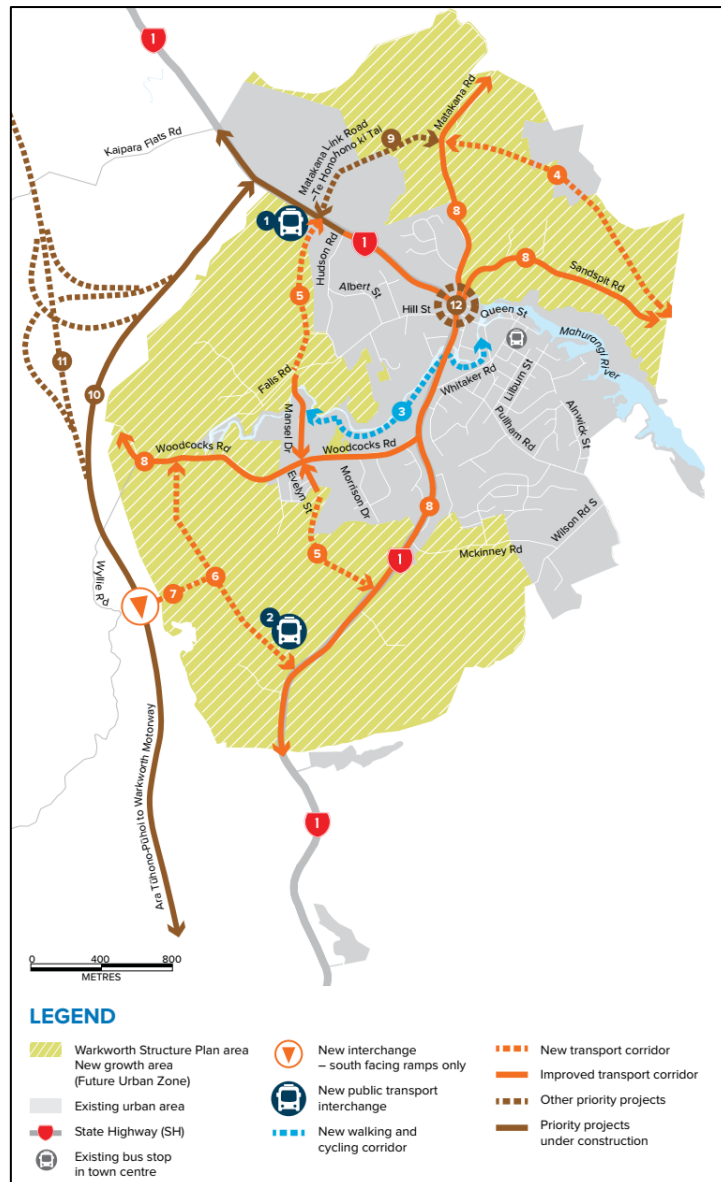 1
Kaipara Flats Rd
Matakana Link Road
–Te Honohono ki Tai
9
Matakana Rd
4
1
Hudson Rd
1
8
8
Sandspit Rd
5
Albert St
Hill St
12
Queen St
Mahurangi
River
11
10
Falls Rd
Whitaker Rd
Lilburn St
3
Pullham Rd
Alnwick St
Mansel Dr
Woodcocks Rd
8
Woodcocks Rd
Evelyn St
Morrison Dr
8
Wilson Rd S
5
1
Mckinney Rd
Wyllie Rd
7
6
2
Ara Tūhono-Pūhoi to Warkworth Motorway
1
0 400 800
METRES
LEGEND
Warkworth Structure Plan area
New growth area
(Future Urban Zone)
Existing urban area
State Highway (SH)
Existing bus stop
in town centre
New interchange
– south facing ramps only
New public transport
interchange
New walking and
cycling corridor
New transport corridor
Improved transport corridor
Other priority projects
Priority projects
under construction